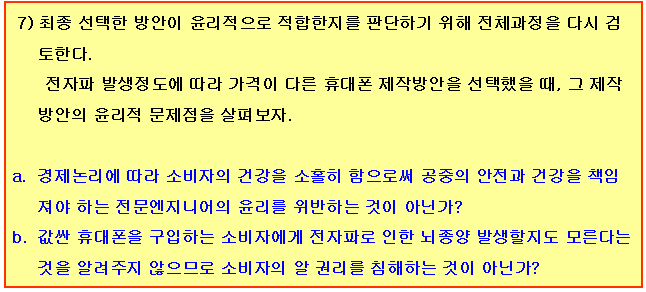 7) 최종 선택한 방안이 윤리적으로 적합한지를 판단하기 위해 전체과정을 다시 검
토한다.
전자파 발생정도에 따라 가격이 다른 휴대폰 제작방안을 선택했을 때, 그 제작
방안의 윤리적 문제점을 살펴보자.
a. 경제논리에 따라 소비자의 건강을 소홀히 함으로써 공중의 안전과 건강을 책임
져야 하는 전문엔지니어의 윤리를 위반하는 것이 아닌가?
b. 값싼 휴대폰을 구입하는 소비자에게 전자파로 인한 뇌종양 발생할지도 모른다는
것을 알려주지 않으므로 소비자의 알 권리를 침해하는 것이 아닌가?